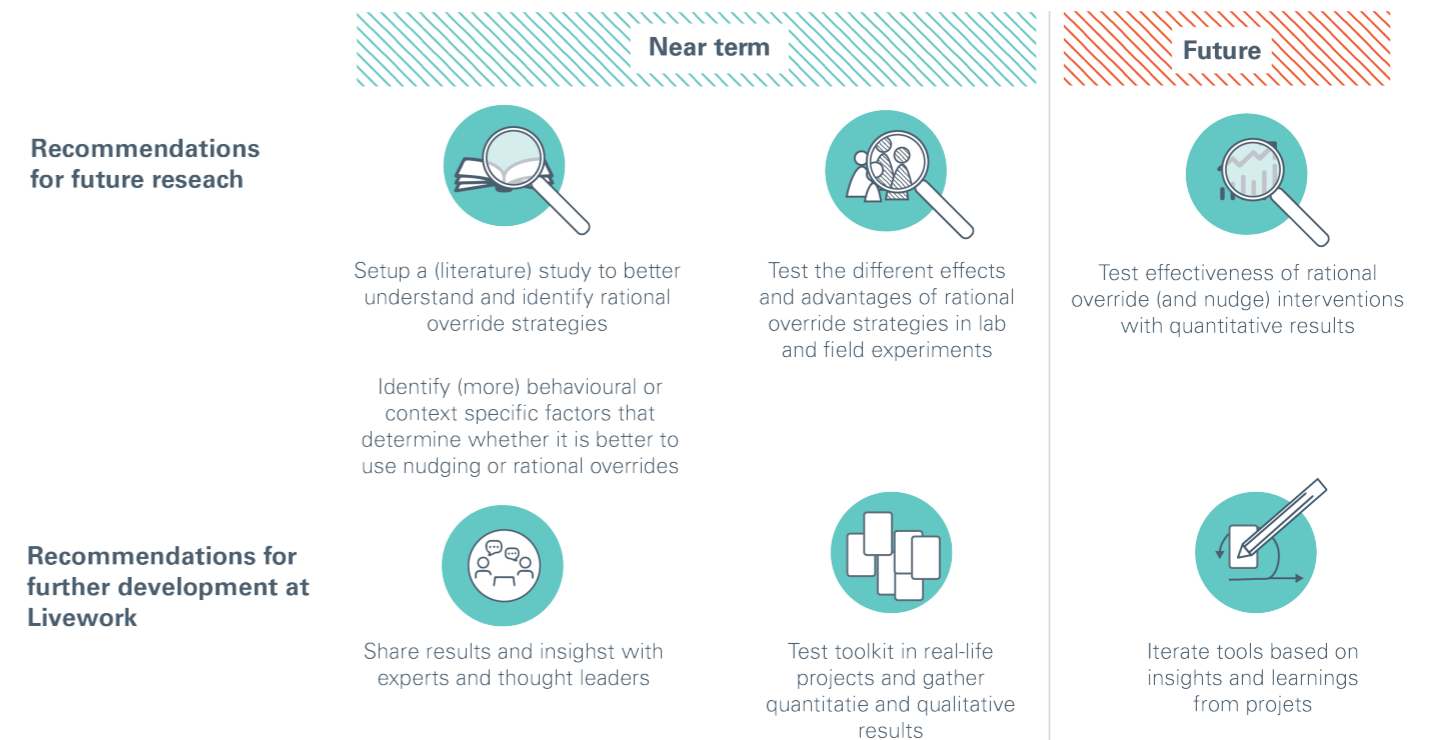 Near term
Future
Recommendations
for future reseach
Setup a (literature) study to better
understand and identify rational
override strategies
Identify (more) behavioural or
context specific factors that
determine whether it is better to
use nudging or rational overrides
Test the different effects
and advantages of rational
override strategies in lab
and field experiments
Test effectiveness of rational
override (and nudge) interventions
with quantitative results
Recommendations for
further development at
Livework
Share results and insighst with
experts and thought leaders
Test toolkit in real-life
projects and gather
quantitatie and qualitative
results
Iterate tools based on
insights and learnings
from projets